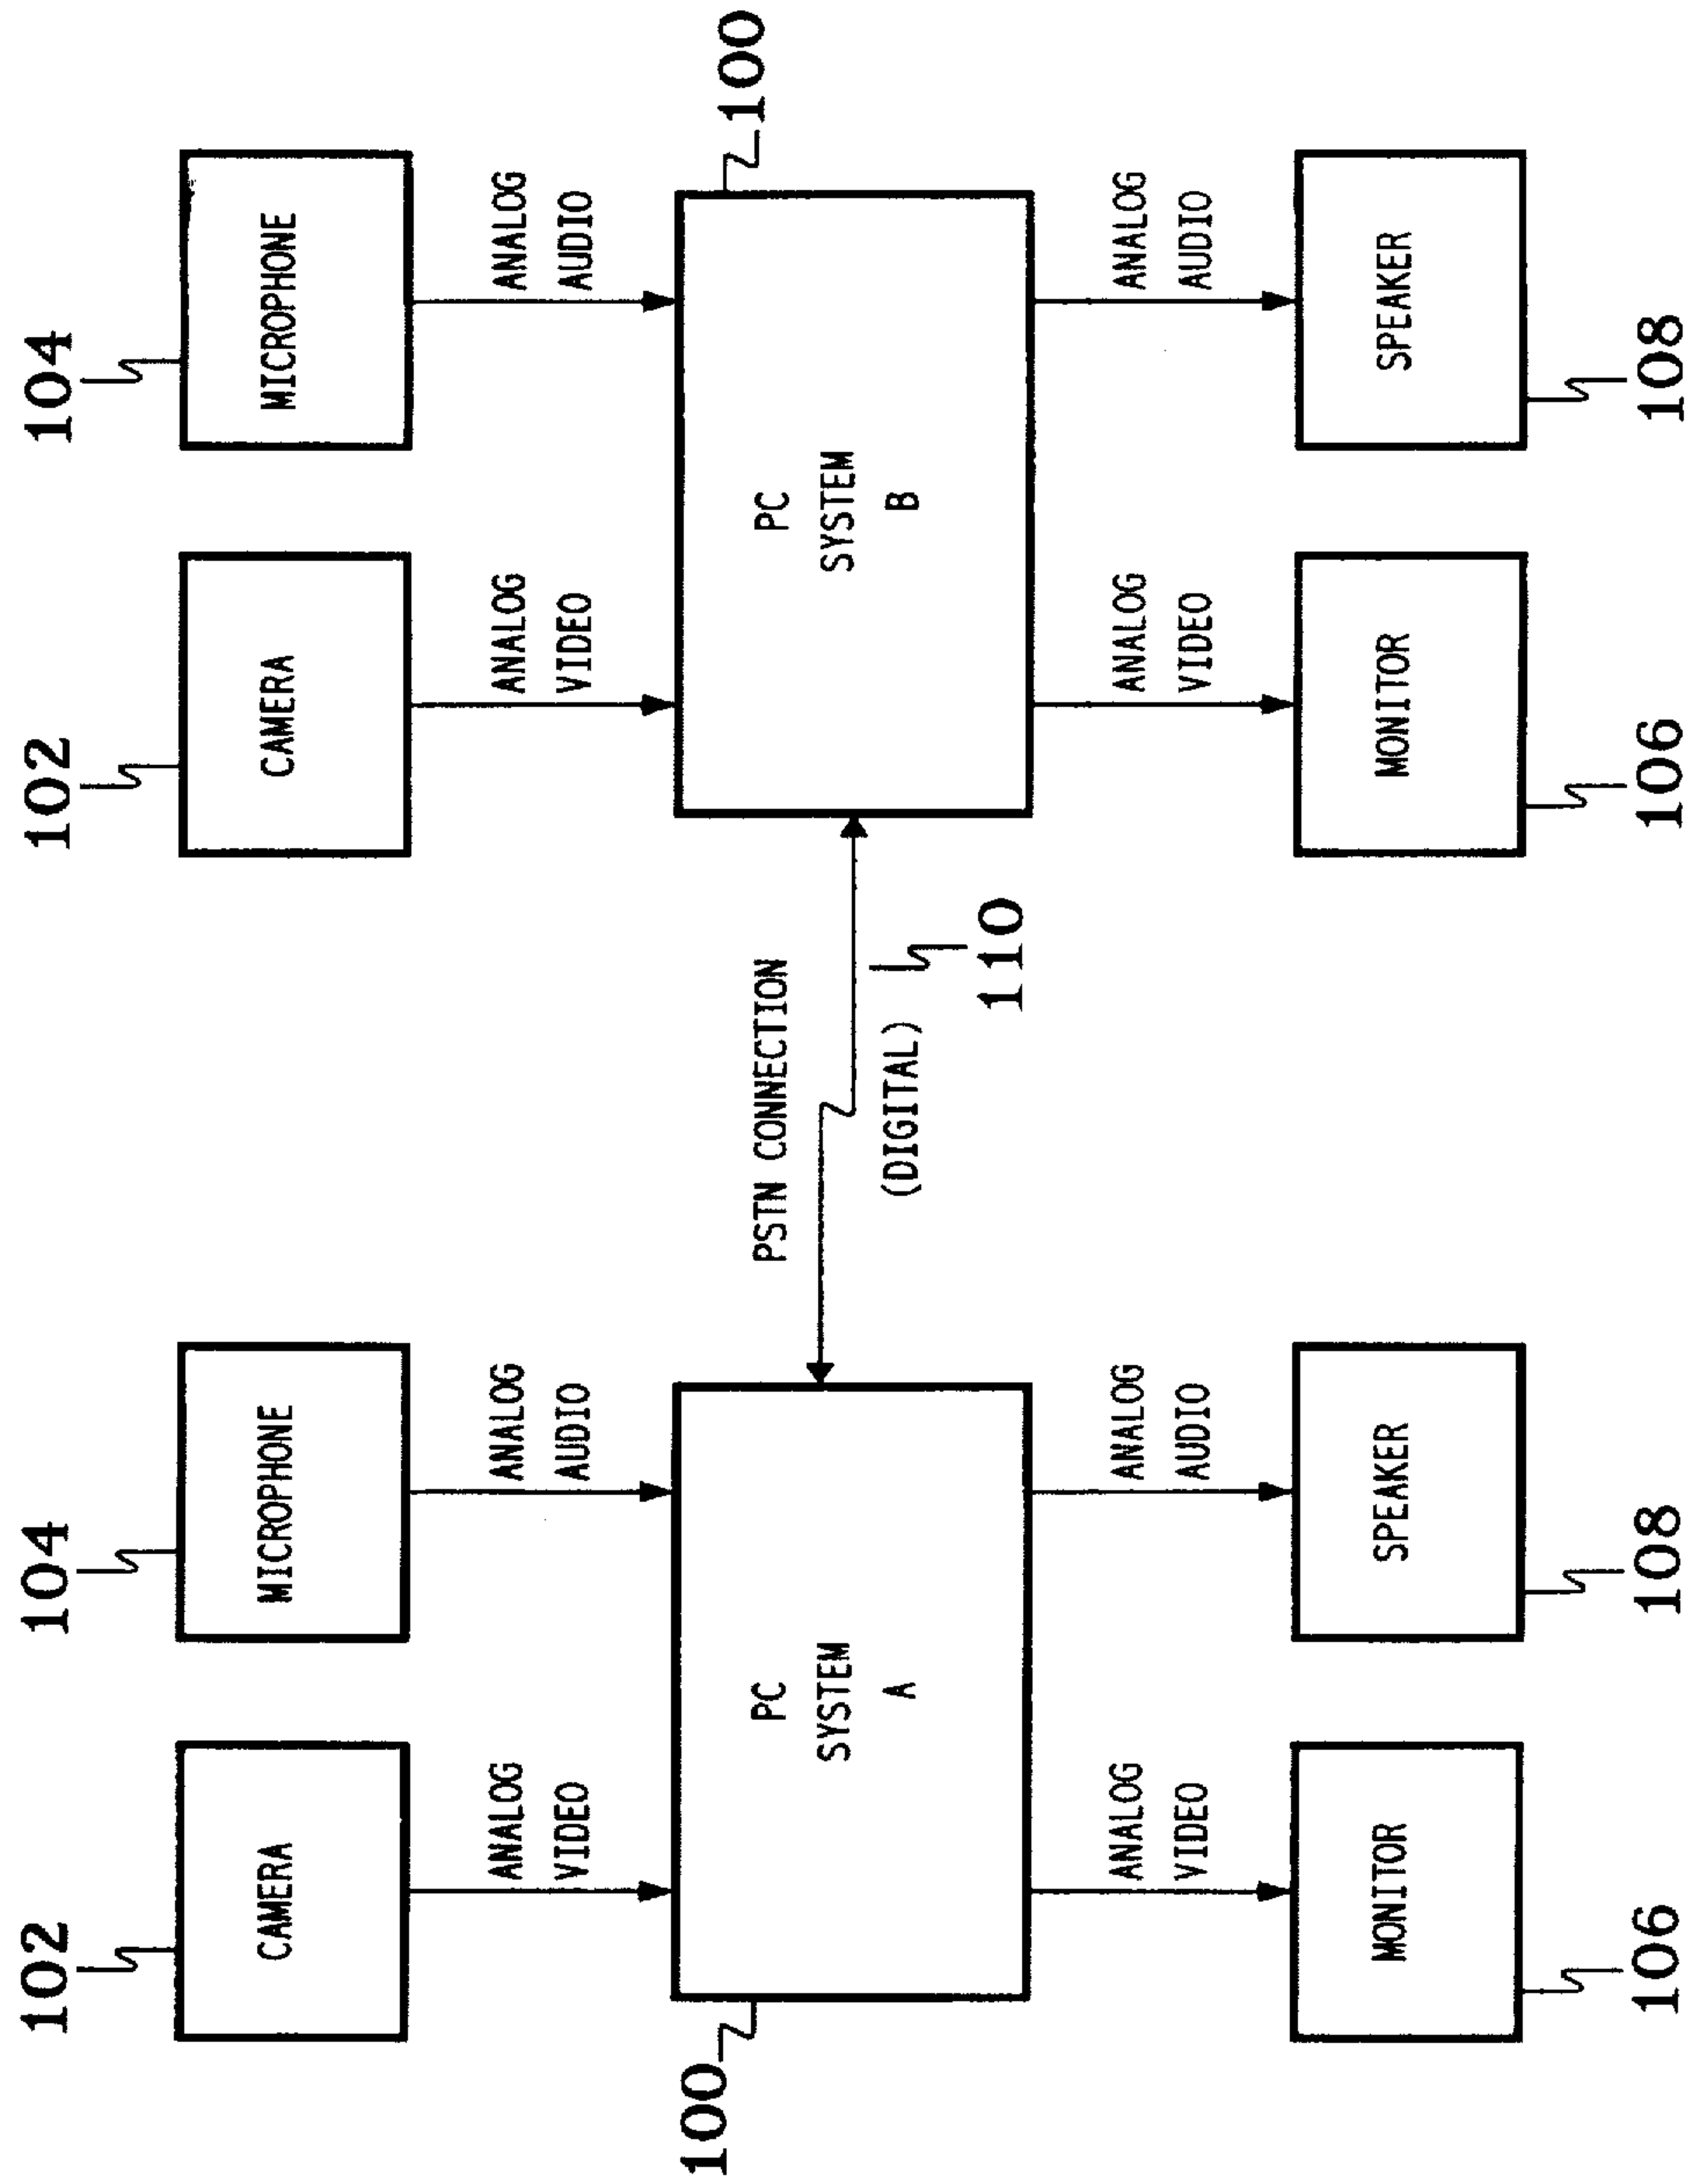 102
104
102
104
CAMERA
MICROPHONE
CAMERA
MICROPHONE
ANALOG
VIDEO
ANALOG
AUDIO
ANALOG
VIDEO
ANALOG
AUDIO
100
PC
SYSTEM
A
PSTN CONNECTION
(DIGITAL)
110
PC
SYSTEM
B
100
ANALOG
VIDEO
ANALOG
AUDIO
ANALOG
VIDEO
ANALOG
AUDIO
MONITOR
SPEAKER
MONITOR
SPEAKER
106
108
106
108